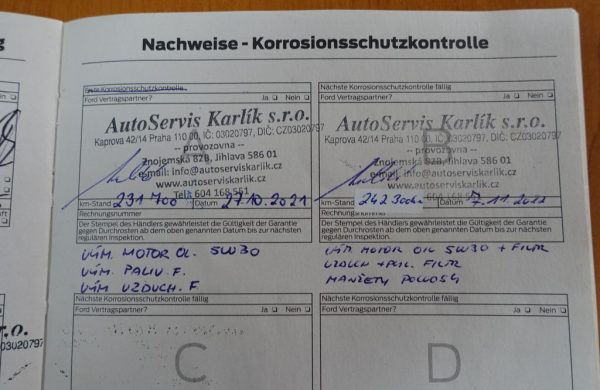 Nachweise - Korrosionsschutzkontrolle
Erste Korrosionsschutzkontrolle
Ford Vertragspartner? Ja Nein
AutoServis Karlík s.r.o.
Kaprova 42/14 Praha 110 00, IČ: 03020797, DIČ: CZ03020797
-- provozovna --
Znojemská 82B, Jihlava 586 01
e-mail: info@autoserviskarlik.cz
www.autoserviskarlik.cz
Tel.: 604 168 551
km-Stand 231 700 Datum 27.10.2021
Rechnungsnummer
Der Stempel des Händlers gewährleistet die Gültigkeit der Garantie
gegen Durchrosten ab dem oben genannten Datum bis zur nächsten
regulären Inspektion.
VÝM. MOTOR OL. 5W30
VÝM. PALIV. F.
VÝM VZDUCH. F
Nächste Korrosionsschutzkontrolle fällig
Ford Vertragspartner? Ja Nein
B
AutoServis Karlík s.r.o.
Kaprova 42/14 Praha 110 00, IČ: 03020797, DIČ: CZ03020797
-- provozovna --
Znojemská 82B, Jihlava 586 01
e-mail: info@autoserviskarlik.cz
www.autoserviskarlik.cz
km-Stand Datum
Rechnungsnummer
Der Stempel des Händlers gewährleistet die Gültigkeit der Garantie
gegen Durchrosten ab dem oben genannten Datum bis zur nächsten
regulären Inspektion.
VÝM MOTOR OIL 5W30 + FILTR
VZDUCH + FILTR
MANŽETY POLOOSY
Nächste Korrosionsschutzkontrolle fällig
Ford Vertragspartner? Ja Nein
C
Nächste Korrosionsschutzkontrolle fällig
Ford Vertragspartner? Ja Nein
D
r.o.
03020797